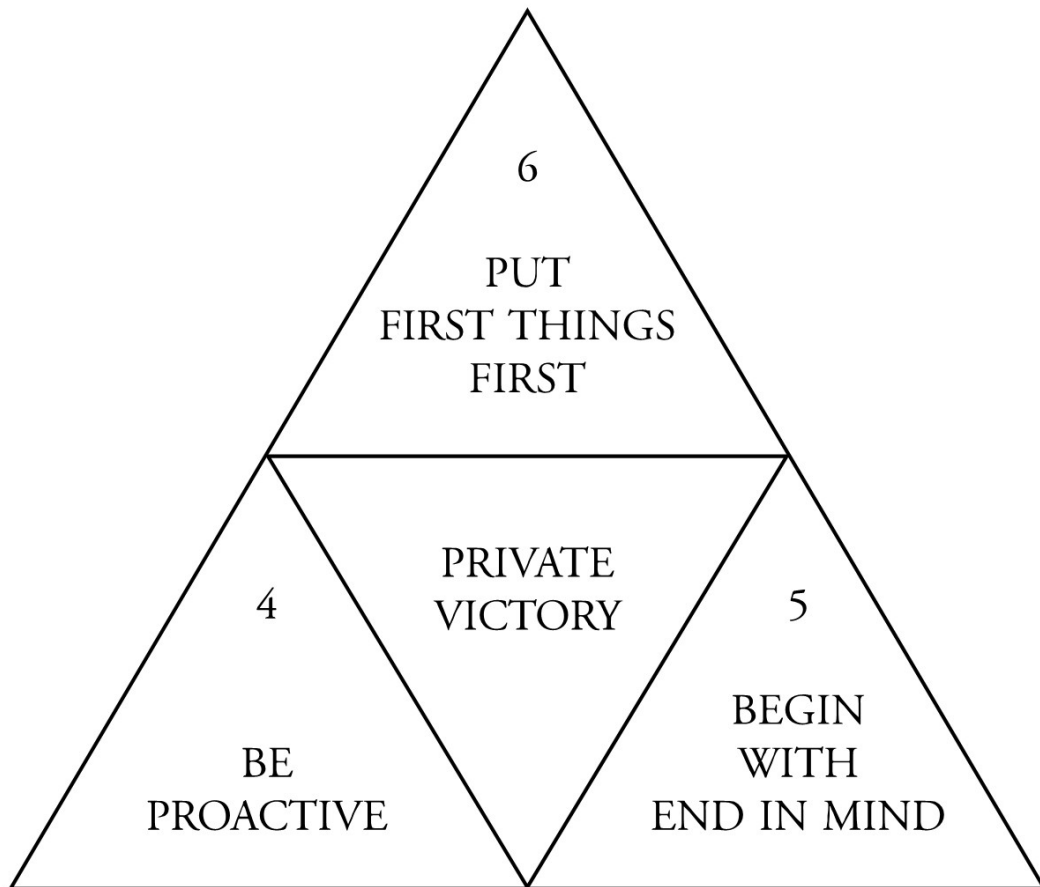 6
PUT
FIRST THINGS
FIRST
PRIVATE
VICTORY
4
BE
PROACTIVE
5
BEGIN
WITH
END IN MIND